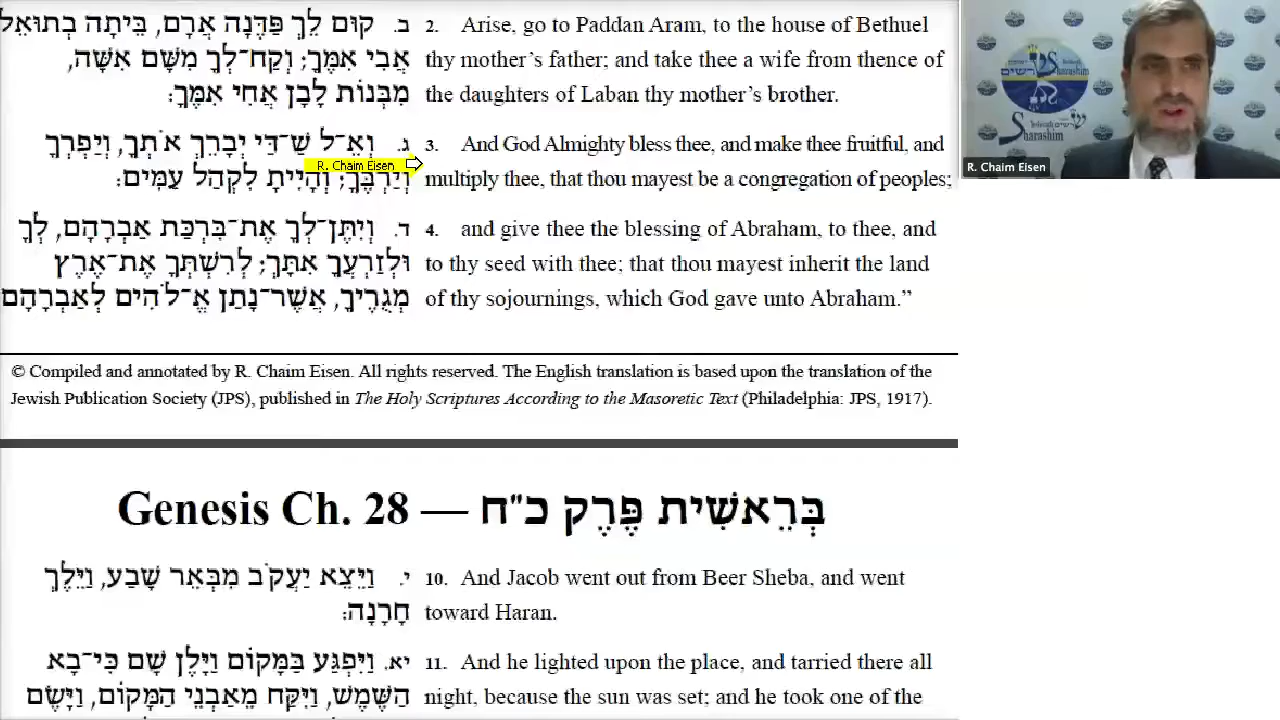 ב. קוּם לֵךְ פַּדֶּנָה אֲרָם, בֵּיתָה בְתוּאֵל
אֲבִי אִמֶּךָ; וְקַח־לְךָ מִשָּׁם אִשָּׁה,
מִבְּנוֹת לָבָן אֲחִי אִמֶּךָ:
ג. וְאֵ־ל שַׁ־דַּי יְבָרֵךְ אֹתְךָ, וְיַפְרְךָ
וְיַרְבֶּךָ; וְהָיִיתָ לִקְהַל עַמִּים:
ד. וְיִתֶּן־לְךָ אֶת־בִּרְכַּת אַבְרָהָם, לְךָ
וּלְזַרְעֲךָ אִתָּךְ; לְרִשְׁתְּךָ אֶת־אֶרֶץ
מְגֻרֶיךָ, אֲשֶׁר־נָתַן אֱ־לֹהִים לְאַבְרָהָם
2. Arise, go to Paddan Aram, to the house of Bethuel
thy mother’s father; and take thee a wife from thence of
the daughters of Laban thy mother’s brother.
3. And God Almighty bless thee, and make thee fruitful, and
multiply thee, that thou mayest be a congregation of peoples;
4. and give thee the blessing of Abraham, to thee, and
to thy seed with thee; that thou mayest inherit the land
of thy sojournings, which God gave unto Abraham.”
R. Chaim Eisen
© Compiled and annotated by R. Chaim Eisen. All rights reserved. The English translation is based upon the translation of the
Jewish Publication Society (JPS), published in The Holy Scriptures According to the Masoretic Text (Philadelphia: JPS, 1917).
Genesis Ch. 28 — בְּרֵאשִׁית פֶּרֶק כ"ח
י. וַיֵּצֵא יַעֲקֹב מִבְּאֵר שָׁבַע, וַיֵּלֶךְ
חָרָנָה:
יא. וַיִּפְגַּע בַּמָּקוֹם וַיָּלֶן שָׁם כִּי־בָא
הַשֶּׁמֶשׁ, וַיִּקַּח מֵאַבְנֵי הַמָּקוֹם, וַיָּשֶׂם
10. And Jacob went out from Beer Sheba, and went
toward Haran.
11. And he lighted upon the place, and tarried there all
night, because the sun was set; and he took one of the
שרשים
Sharashim
Sharashim
R. Chaim Eisen